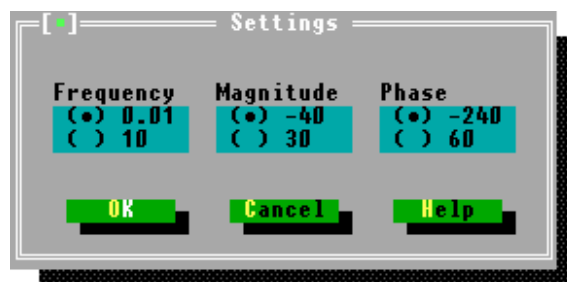 [■] Settings
Frequency Magnitude Phase
(•) 0.01 (•) -40 (•) -240
( ) 10 ( ) 30 ( ) 60
OK Cancel Help